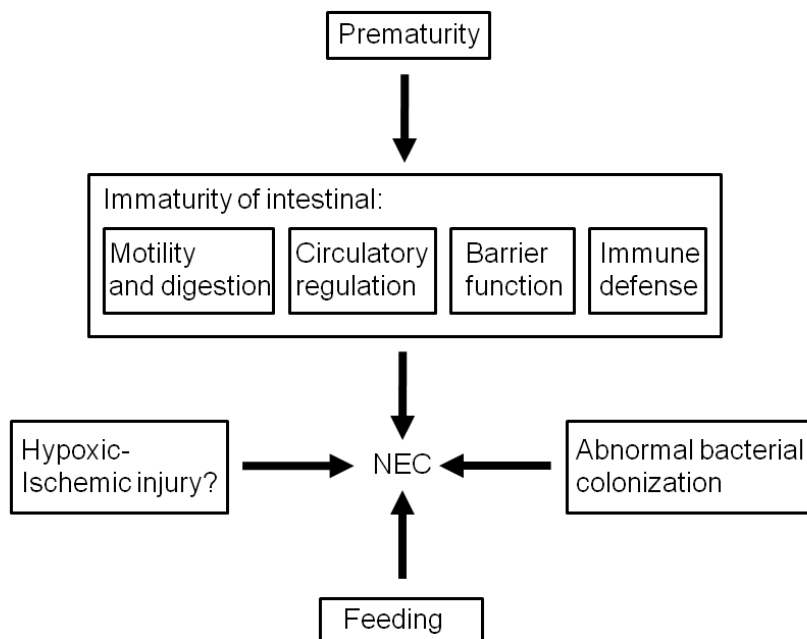 Prematurity
Immaturity of intestinal:
Motility
and digestion
Circulatory
regulation
Barrier
function
Immune
defense
Hypoxic-
Ischemic injury?
NEC
Abnormal bacterial
colonization
Feeding